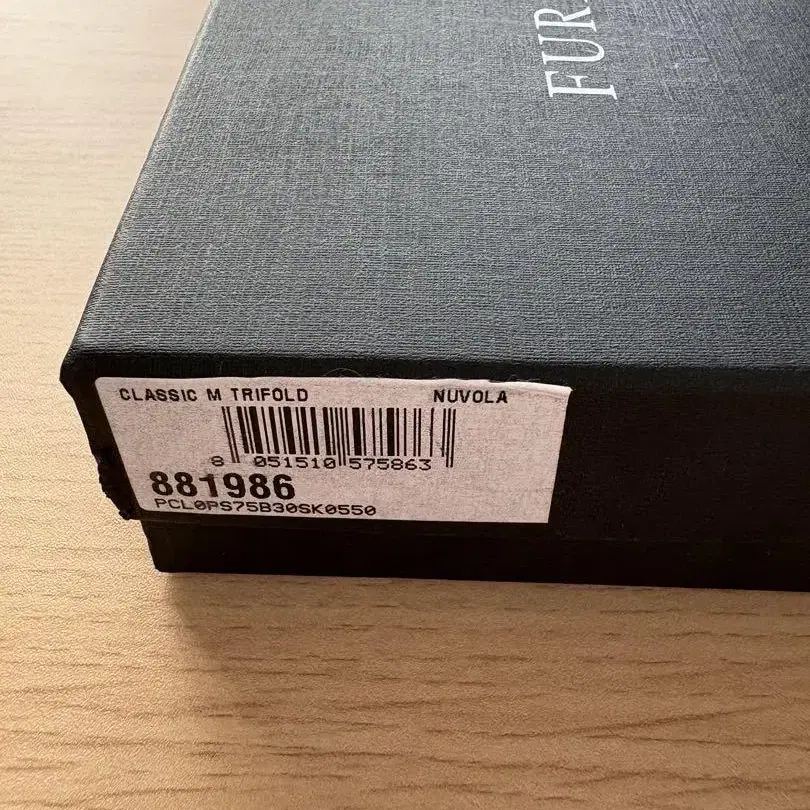 FUR
CLASSIC M TRIFOLD NUVOLA
8 051510 575863
881986
PCL0PS75B30SK0550